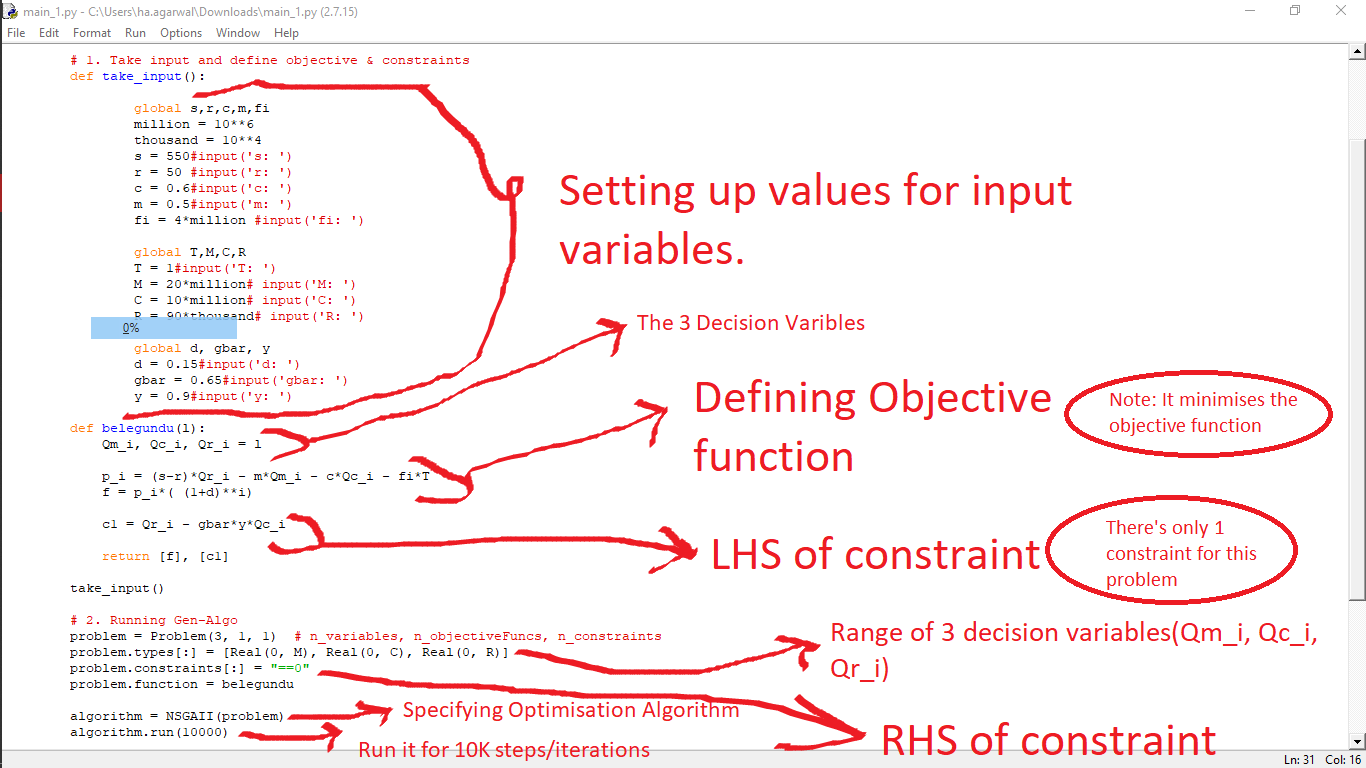 main_1.py - C:\Users\ha.agarwal\Downloads\main_1.py (2.7.15)
File Edit Format Run Options Window Help
# 1. Take input and define objective & constraints
def take_input():
global s,r,c,m,fi
million = 10**6
thousand = 10**4
s = 550#input('s: ')
r = 50 #input('r: ')
c = 0.6#input('c: ')
m = 0.5#input('m: ')
fi = 4*million #input('fi: ')
Setting up values for input
variables.
global T,M,C,R
T = 1#input('T: ')
M = 20*million# input('M: ')
C = 10*million# input('C: ')
R = 90*thousand# input('R: ')
0%
The 3 Decision Varibles
global d, gbar, y
d = 0.15#input('d: ')
gbar = 0.65#input('gbar: ')
y = 0.9#input('y: ')
Defining Objective
function
Note: It minimises the
objective function
def belegundu(l):
Qm_i, Qc_i, Qr_i = l
p_i = (s-r)*Qr_i - m*Qm_i - c*Qc_i - fi*T
f = p_i*( (1+d)**i)
c1 = Qr_i - gbar*y*Qc_i
LHS of constraint
There's only 1
constraint for this
problem
return [f], [c1]
take_input()
# 2. Running Gen-Algo
problem = Problem(3, 1, 1) # n_variables, n_objectiveFuncs, n_constraints
problem.types[:] = [Real(0, M), Real(0, C), Real(0, R)]
problem.constraints[:] = "==0"
problem.function = belegundu
Range of 3 decision variables(Qm_i, Qc_i,
Qr_i)
algorithm = NSGAII(problem)
algorithm.run(10000)
Specifying Optimisation Algorithm
Run it for 10K steps/iterations
RHS of constraint
Ln: 31 Col: 16